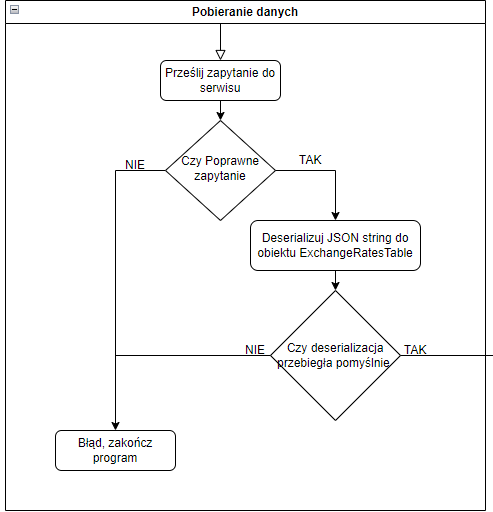 Pobieranie danych
Prześlij zapytanie do
serwisu
Czy Poprawne
zapytanie
NIE
TAK
Deserializuj JSON string do
obiektu ExchangeRatesTable
Czy deserializacja
przebiegła pomyślnie
NIE
TAK
Błąd, zakończ
program